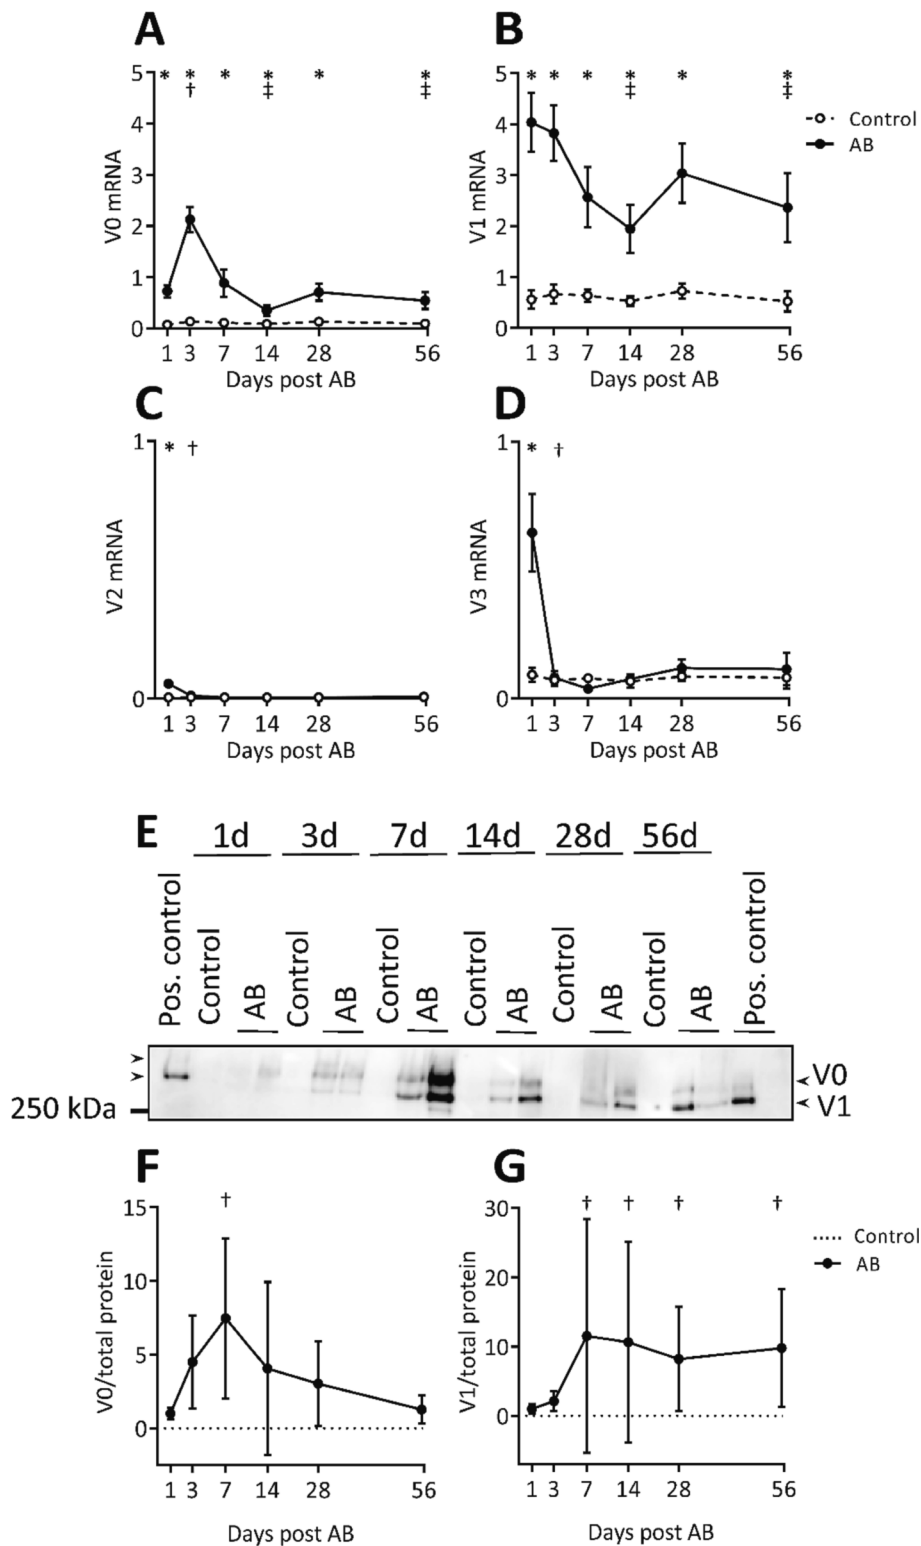 A
B
* * * * * *
† ‡ ‡
* * * * * *
‡ ‡
5
4
3
2
1
0
V0 mRNA
1 3 7 14 28 56
Days post AB
5
4
3
2
1
0
V1 mRNA
1 3 7 14 28 56
Days post AB
Control
AB
C
D
* †
* †
1
0
V2 mRNA
1 3 7 14 28 56
Days post AB
1
0
V3 mRNA
1 3 7 14 28 56
Days post AB
E
1d 3d 7d 14d 28d 56d
Pos. control
Control
AB
Control
AB
Control
AB
Control
AB
Control
AB
Control
AB
Pos. control
V0
V1
250 kDa
F
G
†
† † † †
15
10
5
0
V0/total protein
1 3 7 14 28 56
Days post AB
30
20
10
0
V1/total protein
1 3 7 14 28 56
Days post AB
Control
AB